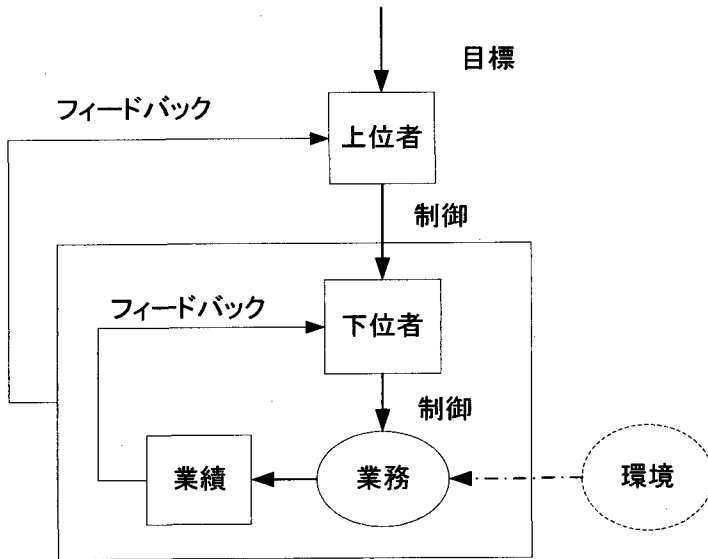 目標
フィードバック
上位者
制御
フィードバック
下位者
制御
業績
業務
環境